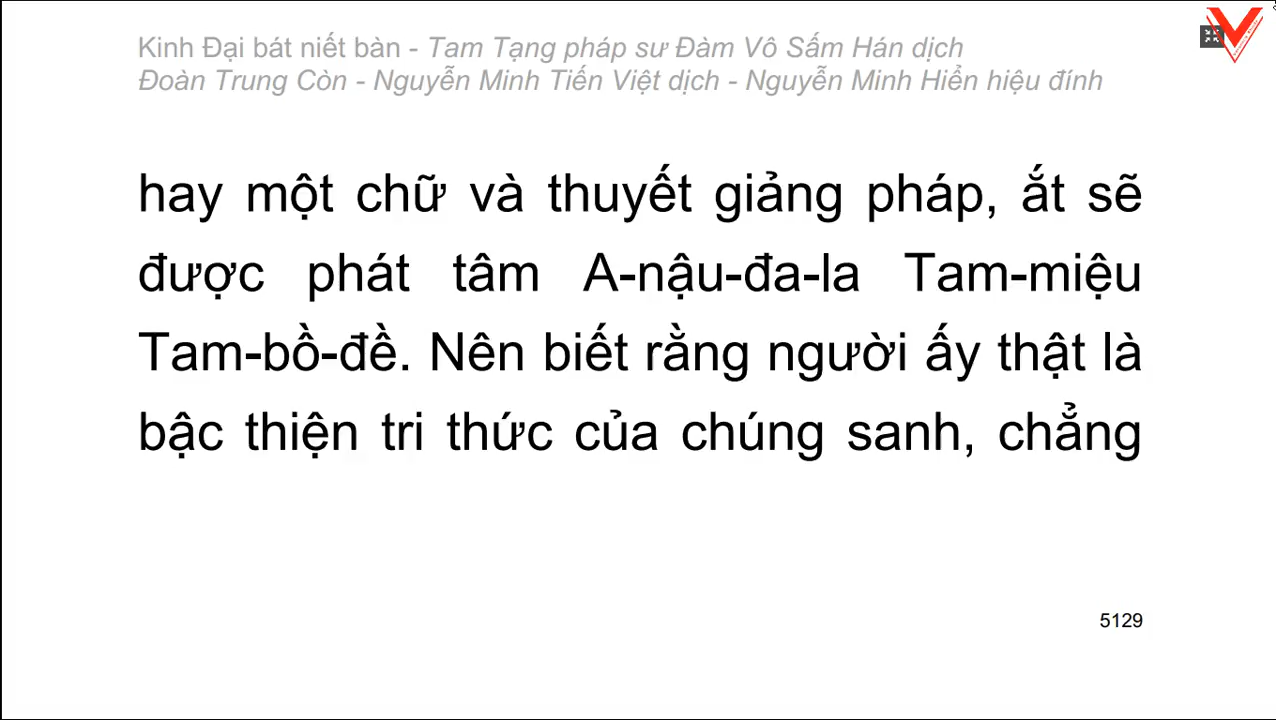 Kinh Đại bát niết bàn - Tam Tạng pháp sư Đàm Vô Sấm Hán dịch
Đoàn Trung Còn - Nguyễn Minh Tiến Việt dịch - Nguyễn Minh Hiển hiệu đính
hay một chữ và thuyết giảng pháp, ắt sẽ
được phát tâm A-nậu-đa-la Tam-miệu
Tam-bồ-đề. Nên biết rằng người ấy thật là
bậc thiện tri thức của chúng sanh, chẳng
5129